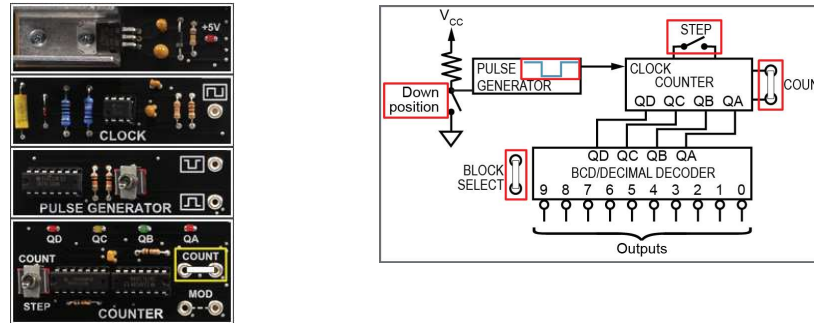 +5V
CLOCK
PULSE GENERATOR
QD QC QB QA
COUNT COUNT
MOD
STEP COUNTER
VCC
STEP
PULSE
GENERATOR
CLOCK
COUNTER
COUN
Down
position
QD QC QB QA
QD QC QB QA
BLOCK
SELECT
BCD/DECIMAL DECODER
9 8 7 6 5 4 3 2 1 0
Outputs